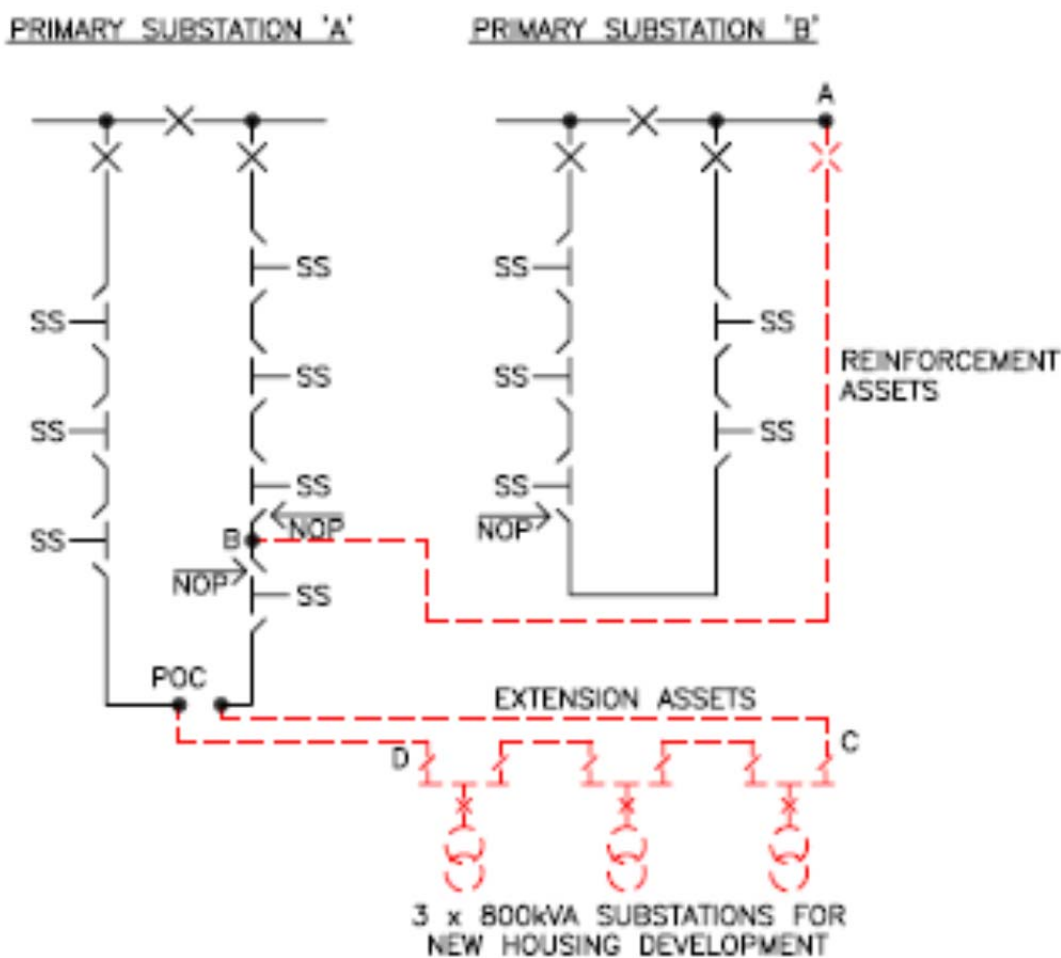 PRIMARY SUBSTATION 'A'
PRIMARY SUBSTATION 'B'
A
SS
SS
SS
SS
SS
SS
SS
SS
SS
SS
REINFORCEMENT
ASSETS
SS
SS
NOP
NOP
B
NOP
SS
POC
EXTENSION ASSETS
D
C
3 x 800kVA SUBSTATIONS FOR
NEW HOUSING DEVELOPMENT